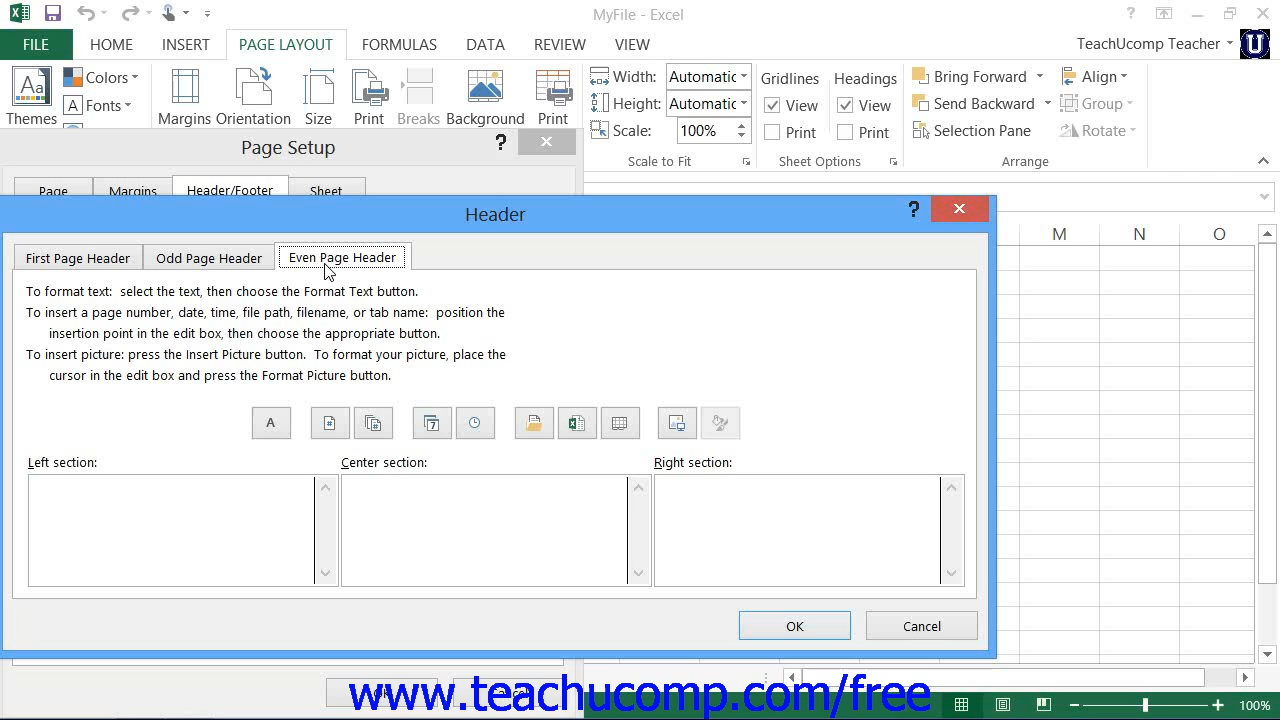 MyFile - Excel
?
FILE HOME INSERT PAGE LAYOUT FORMULAS DATA REVIEW VIEW TeachUcomp Teacher U
Aa Colors Width: Automatic Gridlines Headings Bring Forward Align
A Fonts Height: Automatic View View Send Backward Group
Themes Margins Orientation Size Print Breaks Background Print Scale: 100% Print Print Selection Pane Rotate
Scale to Fit Sheet Options Arrange
Page Setup ?
Page Margins Header/Footer Sheet
Header ?
M N O
First Page Header Odd Page Header Even Page Header
To format text: select the text, then choose the Format Text button.
To insert a page number, date, time, file path, filename, or tab name: position the
insertion point in the edit box, then choose the appropriate button.
To insert picture: press the Insert Picture button. To format your picture, place the
cursor in the edit box and press the Format Picture button.
A # # 7
Left section: Center section: Right section:
OK Cancel
www.teachucomp.com/free
100%